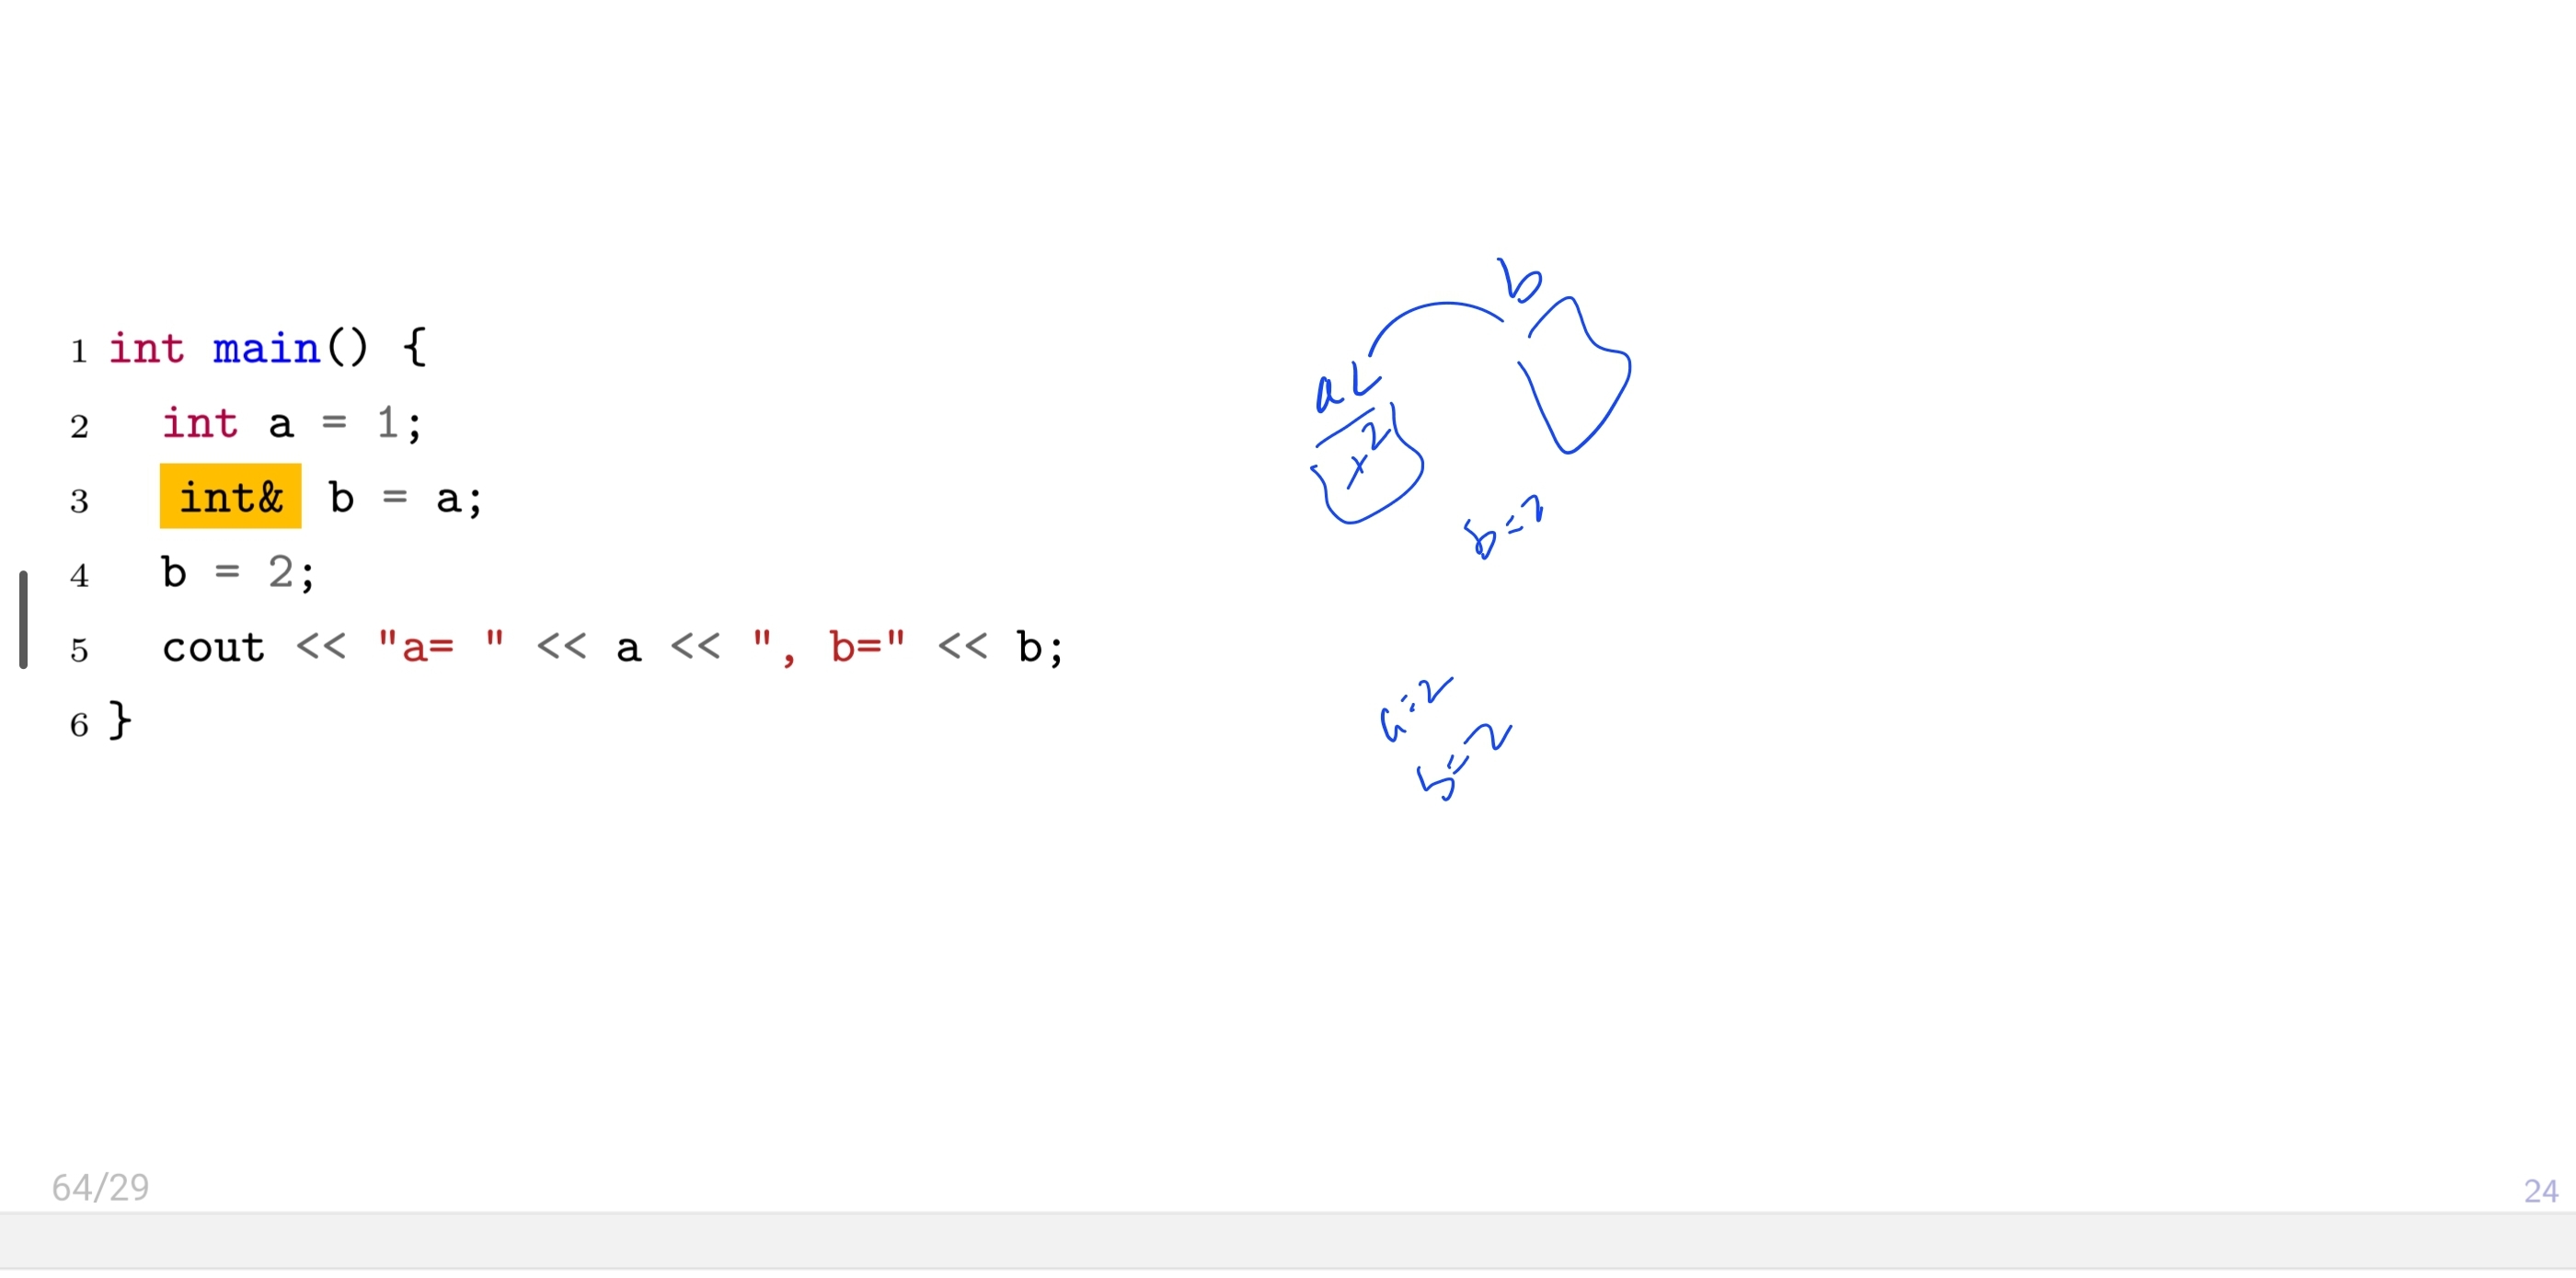 1 int main() {
2 int a = 1;
3 int& b = a;
4 b = 2;
5 cout << "a= " << a << ", b=" << b;
6 }
b
a
2
b=2
a=2
b=2
64/29
24